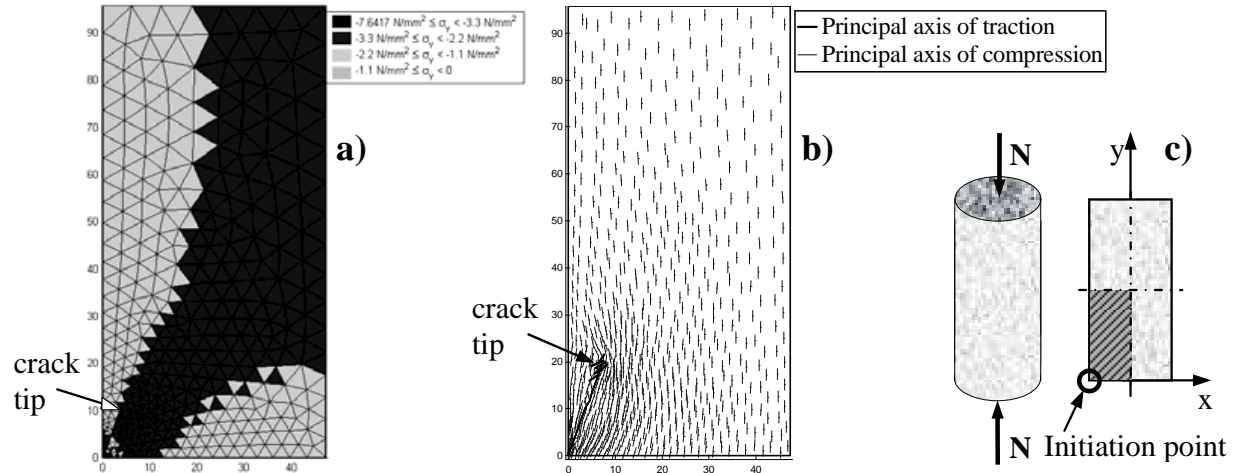 -7.6417 N/mm² ≤ σy < -3.3 N/mm²
-3.3 N/mm² ≤ σy < -2.2 N/mm²
-2.2 N/mm² ≤ σy < -1.1 N/mm²
-1.1 N/mm² ≤ σy < 0
90
80
70
60
50
40
30
20
10
0
0 10 20 30 40
a)
crack
tip
90
80
70
60
50
40
30
20
10
0
0 10 20 30 40
crack
tip
Principal axis of traction
Principal axis of compression
b)
N
N
y
c)
x
Initiation point